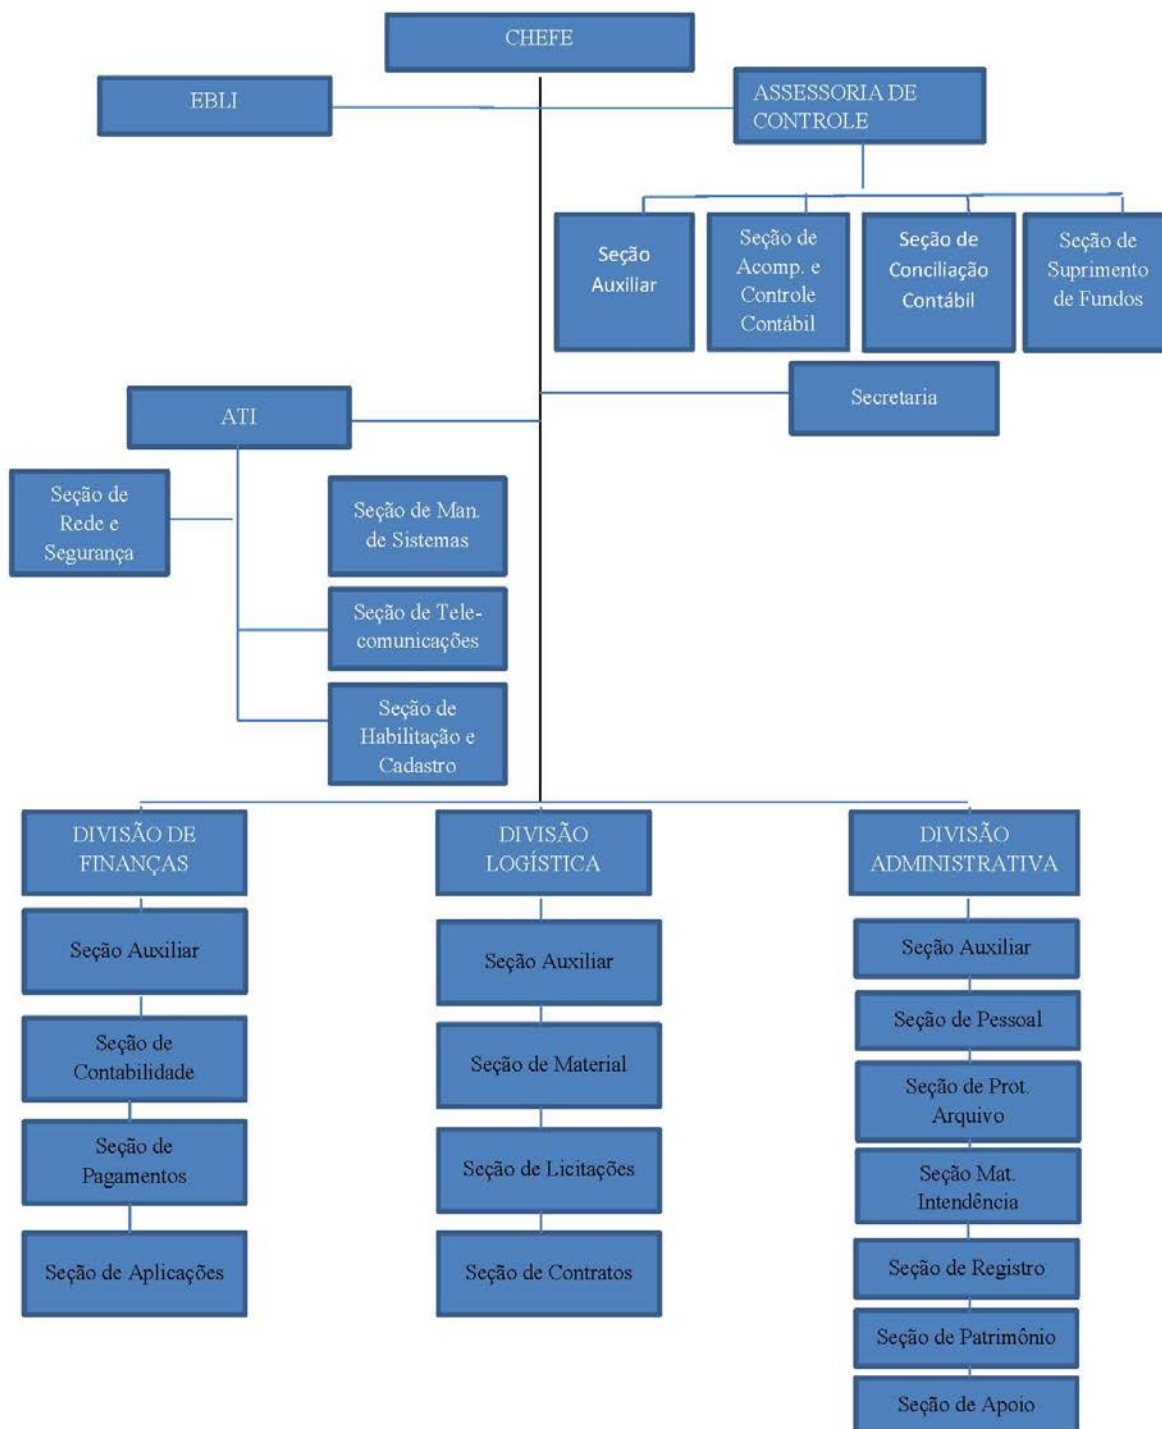 CHEFE
EBLI
ASSESSORIA DE
CONTROLE
Seção
Auxiliar
Seção de
Acomp. e
Controle
Contábil
Seção de
Conciliação
Contábil
Seção de
Suprimento
de Fundos
Secretaria
ATI
Seção de
Rede e
Segurança
Seção de Man.
de Sistemas
Seção de Tele-
comunicações
Seção de
Habilitação e
Cadastro
DIVISÃO DE
FINANÇAS
Seção Auxiliar
Seção de
Contabilidade
Seção de
Pagamentos
Seção de Aplicações
DIVISÃO
LOGÍSTICA
Seção Auxiliar
Seção de Material
Seção de Licitações
Seção de Contratos
DIVISÃO
ADMINISTRATIVA
Seção Auxiliar
Seção de Pessoal
Seção de Prot.
Arquivo
Seção Mat.
Intendência
Seção de Registro
Seção de Patrimônio
Seção de Apoio